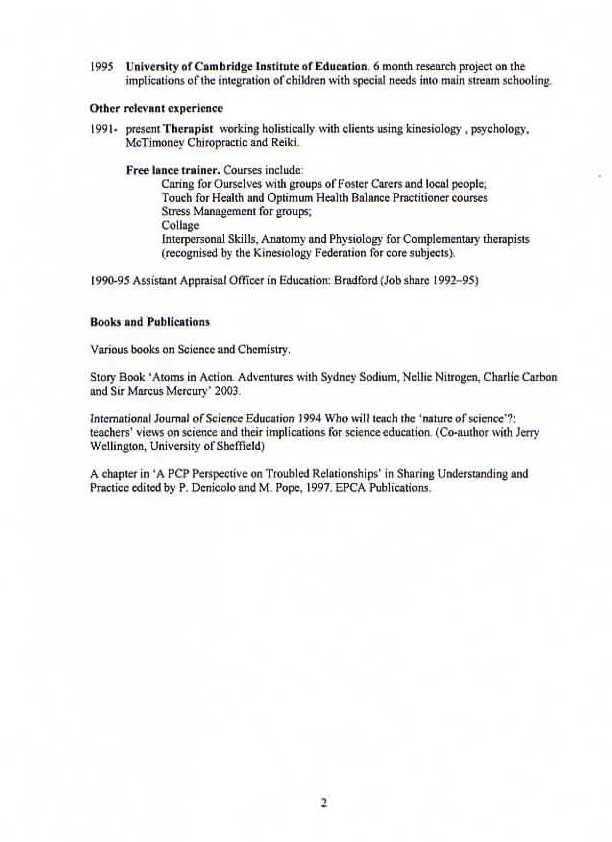 1995 University of Cambridge Institute of Education. 6 month research project on the
implications of the integration of children with special needs into main stream schooling.
Other relevant experience
1991- present Therapist working holistically with clients using kinesiology , psychology,
McTimoney Chiropractic and Reiki.
Free lance trainer. Courses include:
Caring for Ourselves with groups of Foster Carers and local people;
Touch for Health and Optimum Health Balance Practitioner courses
Stress Management for groups;
Collage
Interpersonal Skills, Anatomy and Physiology for Complementary therapists
(recognised by the Kinesiology Federation for core subjects).
1990-95 Assistant Appraisal Officer in Education: Bradford (Job share 1992–95)
Books and Publications
Various books on Science and Chemistry.
Story Book ‘Atoms in Action. Adventures with Sydney Sodium, Nellie Nitrogen, Charlie Carbon
and Sir Marcus Mercury’ 2003.
International Journal of Science Education 1994 Who will teach the ‘nature of science’?:
teachers’ views on science and their implications for science education. (Co-author with Jerry
Wellington, University of Sheffield)
A chapter in ‘A PCP Perspective on Troubled Relationships’ in Sharing Understanding and
Practice edited by P. Denicolo and M. Pope, 1997. EPCA Publications.
2